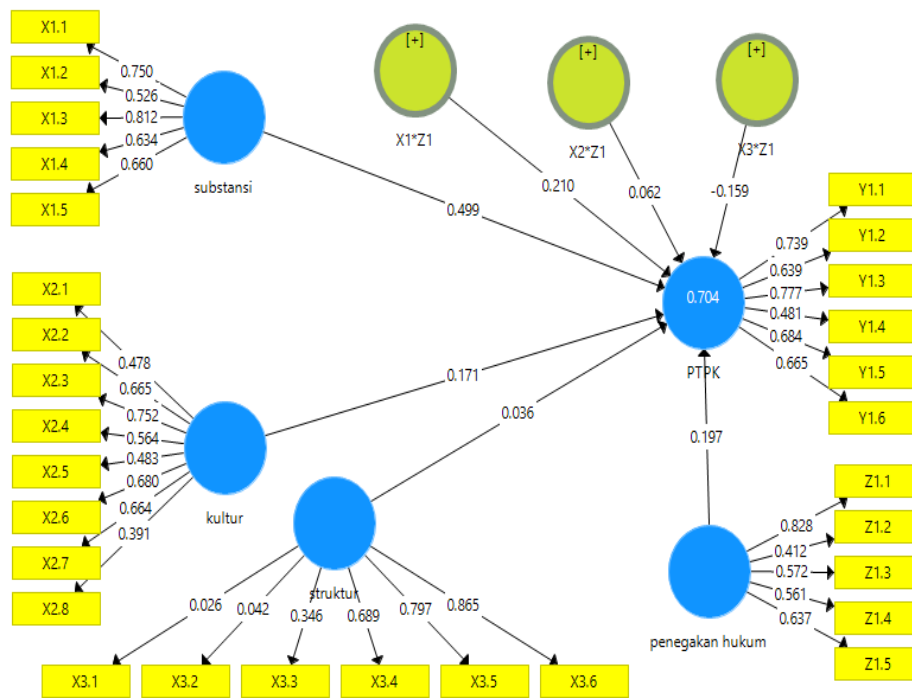 X1.1
X1.2
X1.3
X1.4
X1.5
0.750
0.526
0.812
0.634
0.660
substansi
[+]
X1*Z1
[+]
X2*Z1
[+]
X3*Z1
0.210
0.062
-0.159
0.499
Y1.1
Y1.2
Y1.3
Y1.4
Y1.5
Y1.6
0.739
0.639
0.777
0.481
0.684
0.665
0.704
PTPK
X2.1
X2.2
X2.3
X2.4
X2.5
X2.6
X2.7
X2.8
0.478
0.665
0.752
0.564
0.483
0.680
0.664
0.391
kultur
0.171
0.036
0.197
struktur
0.026
0.042
0.346
0.689
0.797
0.865
X3.1
X3.2
X3.3
X3.4
X3.5
X3.6
penegakan hukum
0.828
0.412
0.572
0.561
0.637
Z1.1
Z1.2
Z1.3
Z1.4
Z1.5